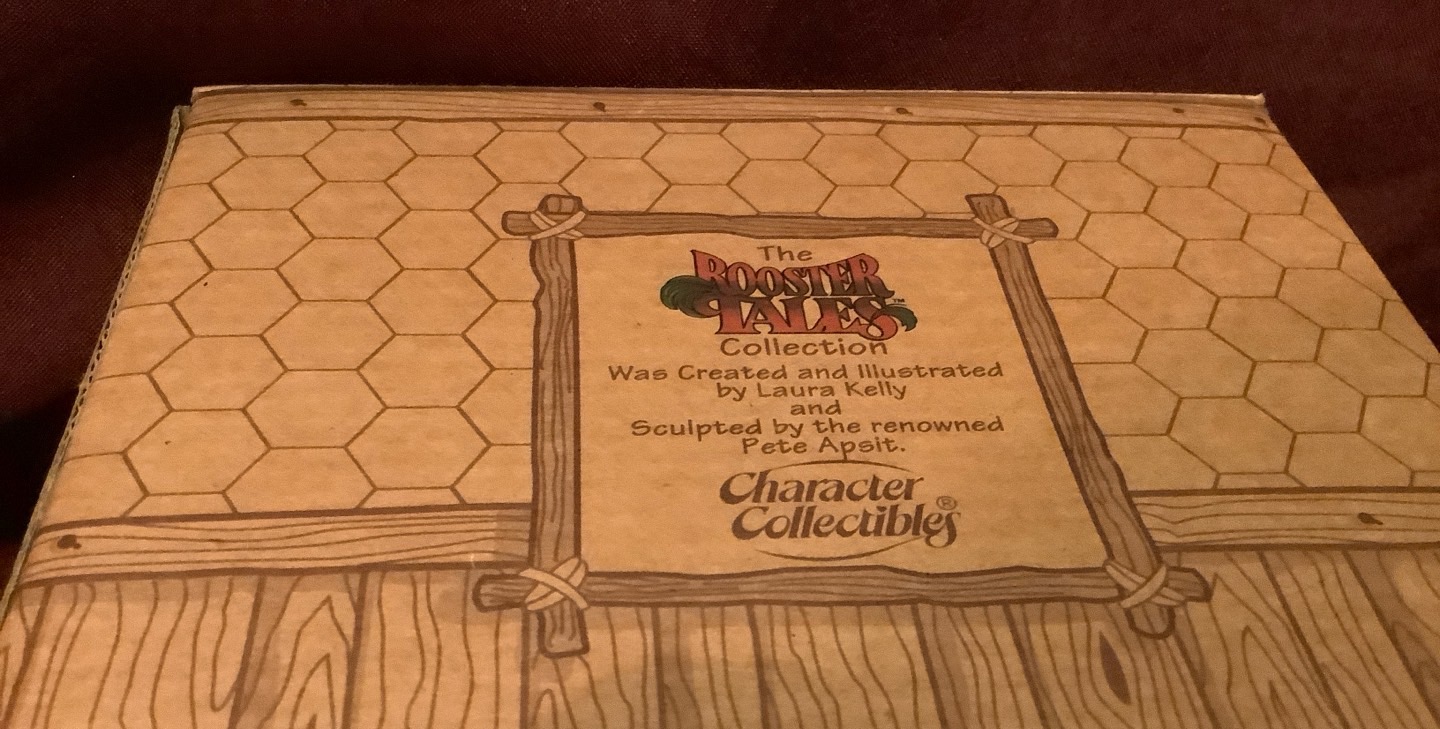 The
ROOSTER
TALES™
Collection
Was Created and Illustrated
by Laura Kelly
and
Sculpted by the renowned
Pete Apsit.
Character
Collectibles®